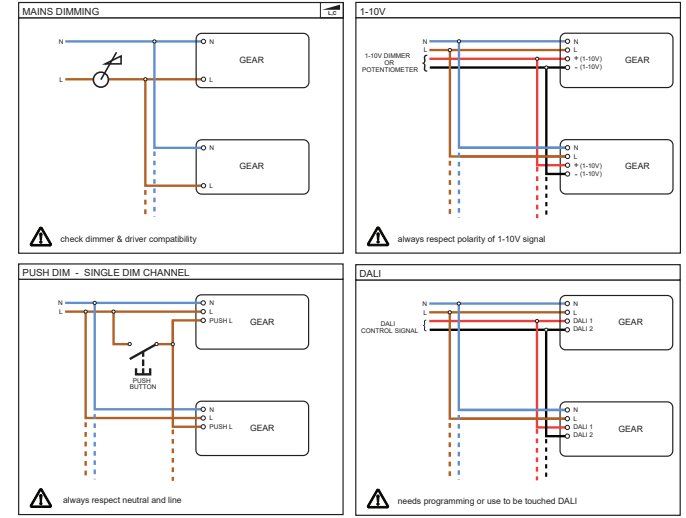 MAINS DIMMING
L,C
N
N
GEAR
L
L
N
GEAR
L
check dimmer & driver compatibility
1-10V
N
N
L
L
1-10V DIMMER
OR
POTENTIOMETER
{
+ (1-10V)
- (1-10V)
GEAR
N
L
+ (1-10V)
- (1-10V)
GEAR
always respect polarity of 1-10V signal
PUSH DIM - SINGLE DIM CHANNEL
N
N
L
L
PUSH L
GEAR
PUSH
BUTTON
N
L
PUSH L
GEAR
always respect neutral and line
DALI
N
N
L
L
DALI
CONTROL SIGNAL
{
DALI 1
DALI 2
GEAR
N
L
DALI 1
DALI 2
GEAR
needs programming or use to be touched DALI